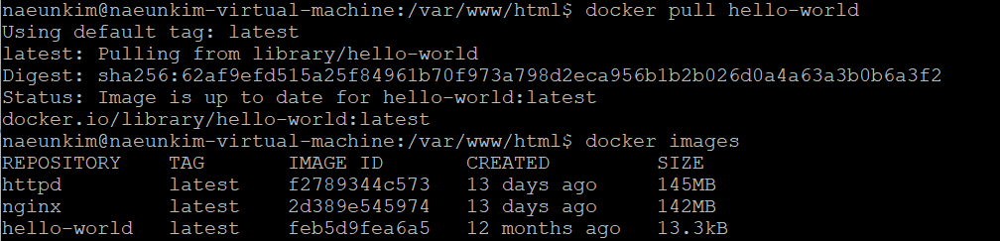 naeunkim@naeunkim-virtual-machine:/var/www/html$ docker pull hello-world
Using default tag: latest
latest: Pulling from library/hello-world
Digest: sha256:62af9efd515a25f84961b70f973a798d2eca956b1b2b026d0a4a63a3b0b6a3f2
Status: Image is up to date for hello-world:latest
docker.io/library/hello-world:latest
naeunkim@naeunkim-virtual-machine:/var/www/html$ docker images
REPOSITORY TAG IMAGE ID CREATED SIZE
httpd latest f2789344c573 13 days ago 145MB
nginx latest 2d389e545974 13 days ago 142MB
hello-world latest feb5d9fea6a5 12 months ago 13.3kB